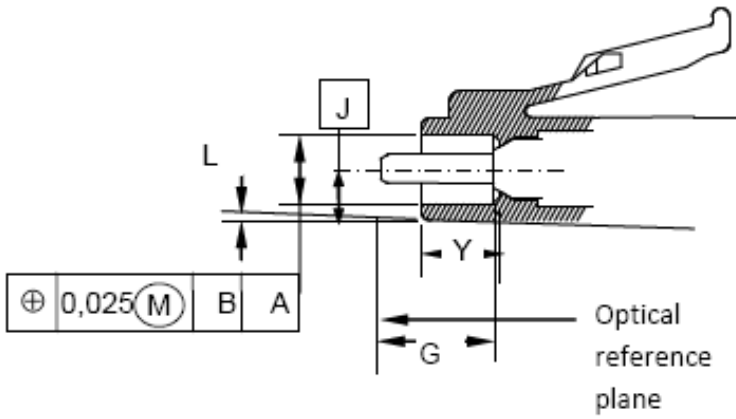 J
L
Y
⊕ 0,025 Ⓜ B A
G
Optical
reference
plane